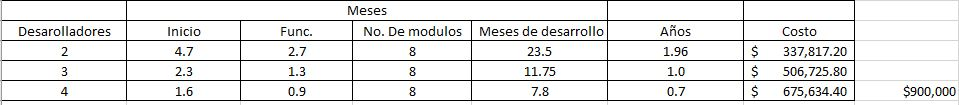 Meses
Desarolladores Inicio Func. No. De modulos Meses de desarrollo Años Costo
2 4.7 2.7 8 23.5 1.96 $ 337,817.20
3 2.3 1.3 8 11.75 1.0 $ 506,725.80
4 1.6 0.9 8 7.8 0.7 $ 675,634.40 $900,000